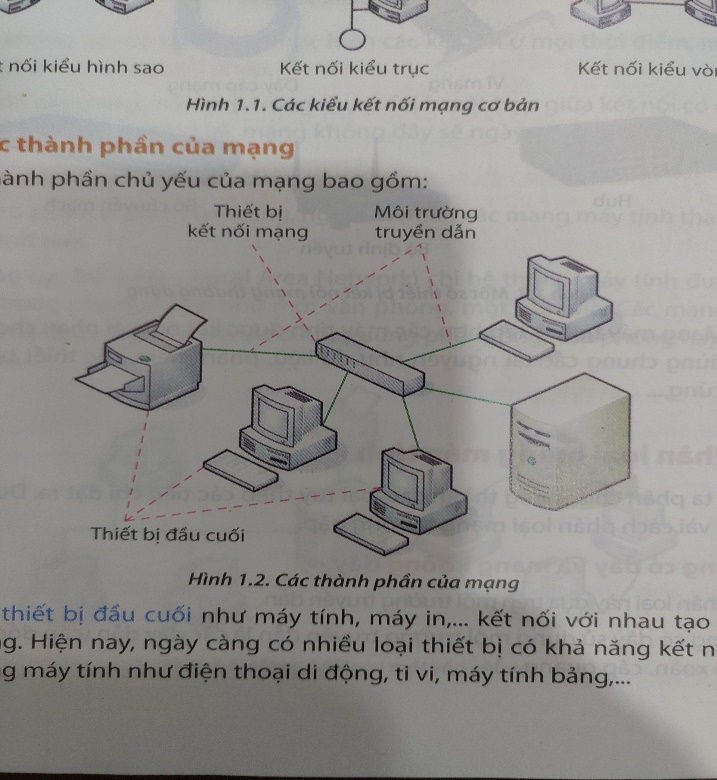 nối kiểu hình sao
Kết nối kiểu trục
Kết nối kiểu
Hình 1.1. Các kiểu kết nối mạng cơ bản
thành phần của mạng
phần chủ yếu của mạng bao gồm:
Thiết bị
kết nối mạng
Môi trường
truyền dẫn
Thiết bị đầu cuối
Hình 1.2. Các thành phần của mạng
thiết bị đầu cuối như máy tính, máy in,... kết nối với nhau tạo
Hiện nay, ngày càng có nhiều loại thiết bị có khả năng kết
máy tính như điện thoại di động, ti vi, máy tính bảng,...